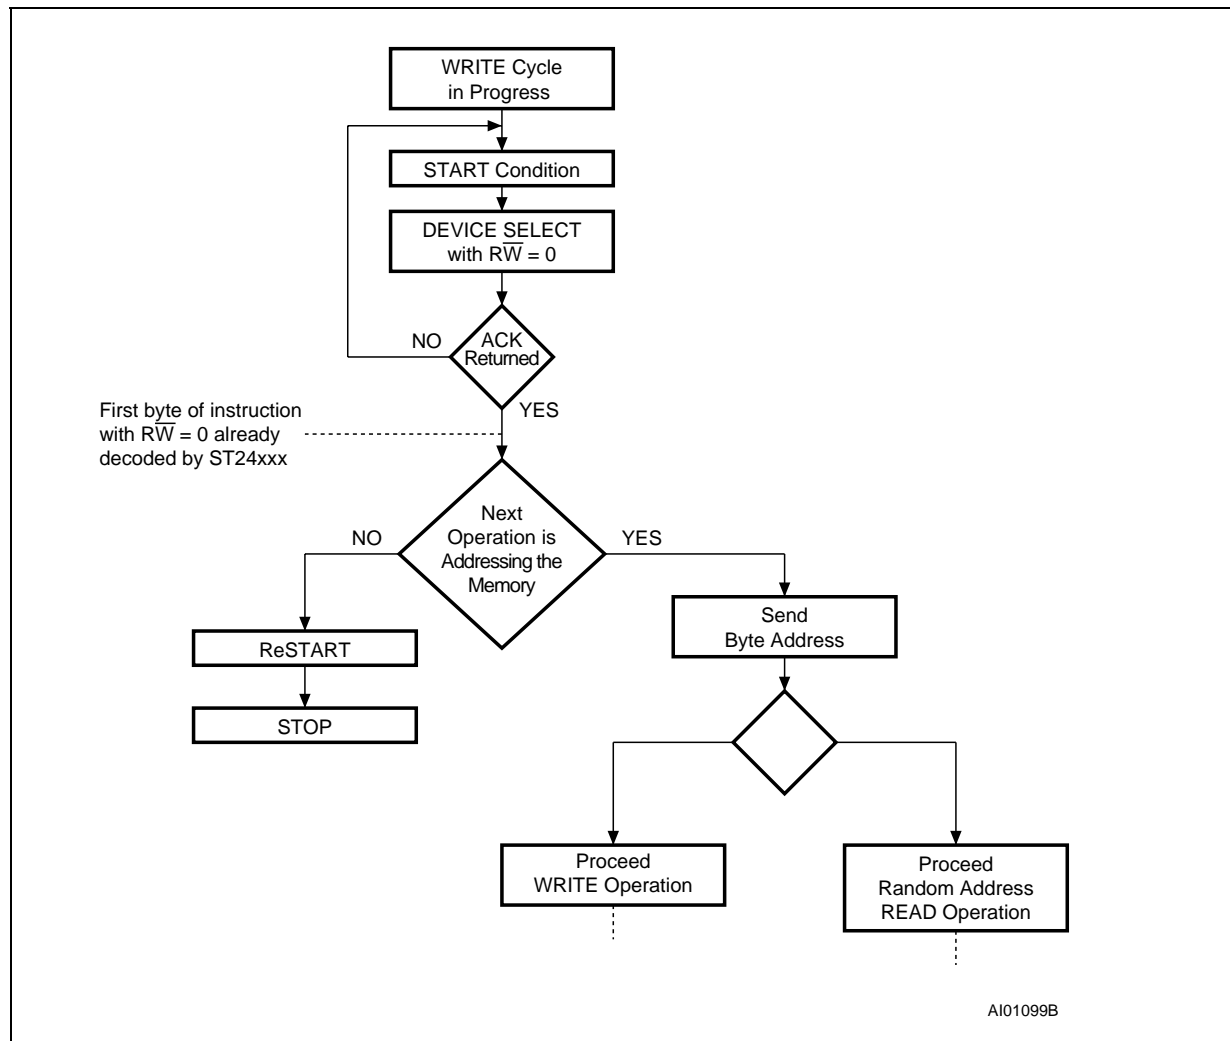 WRITE Cycle
in Progress
START Condition
DEVICE SELECT
with RW̅ = 0
ACK
Returned
NO
YES
First byte of instruction
with RW̅ = 0 already
decoded by ST24xxx
Next
Operation is
Addressing the
Memory
NO
YES
Send
Byte Address
ReSTART
STOP
Proceed
WRITE Operation
Proceed
Random Address
READ Operation
AI01099B